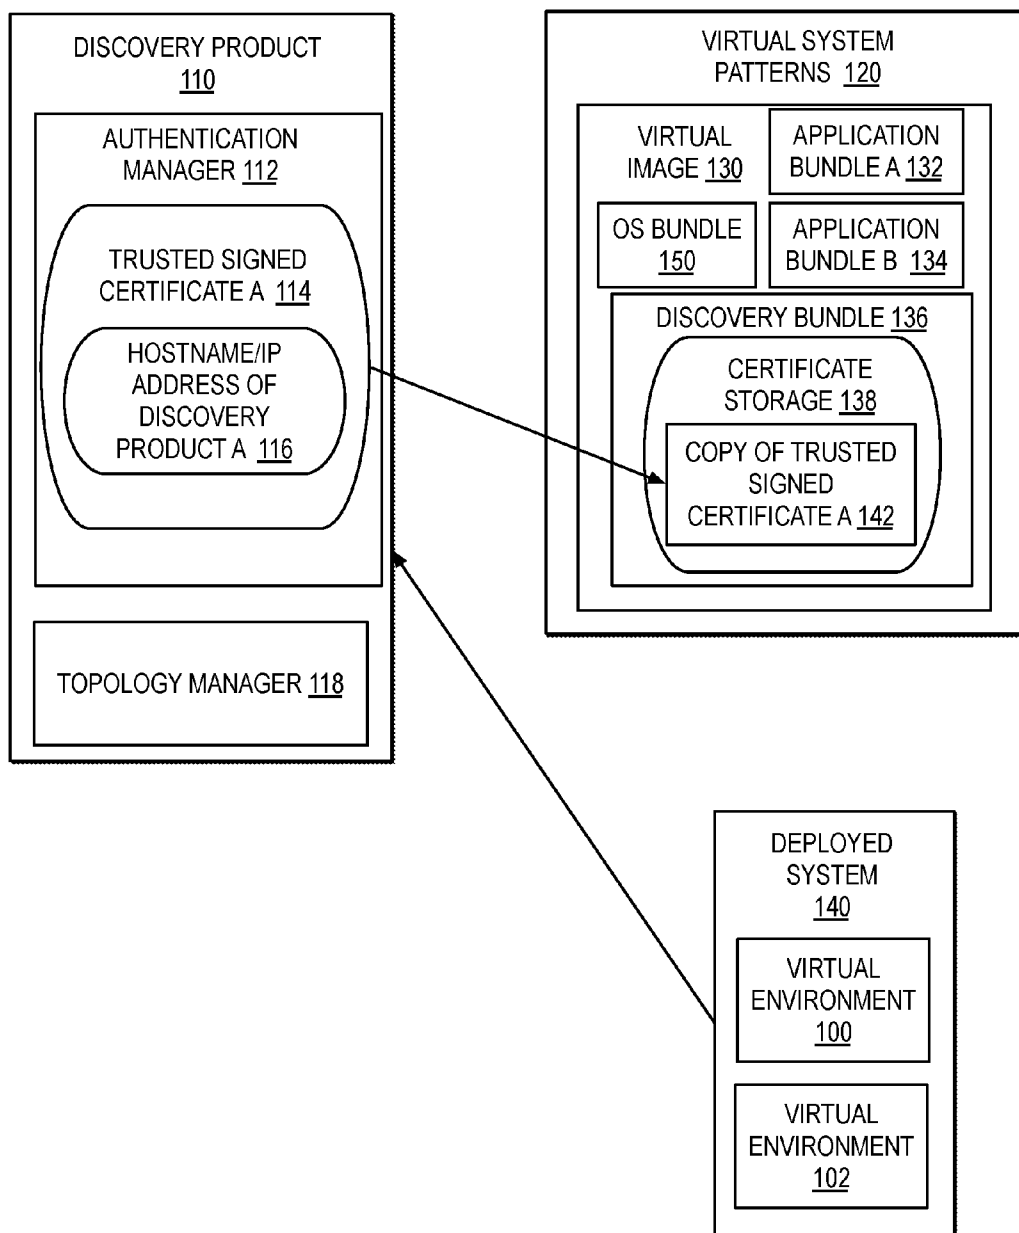 DISCOVERY PRODUCT
110
AUTHENTICATION
MANAGER 112
TRUSTED SIGNED
CERTIFICATE A 114
HOSTNAME/IP
ADDRESS OF
DISCOVERY
PRODUCT A 116
TOPOLOGY MANAGER 118
VIRTUAL SYSTEM
PATTERNS 120
VIRTUAL
IMAGE 130
APPLICATION
BUNDLE A 132
OS BUNDLE
150
APPLICATION
BUNDLE B 134
DISCOVERY BUNDLE 136
CERTIFICATE
STORAGE 138
COPY OF TRUSTED
SIGNED
CERTIFICATE A 142
DEPLOYED
SYSTEM
140
VIRTUAL
ENVIRONMENT
100
VIRTUAL
ENVIRONMENT
102